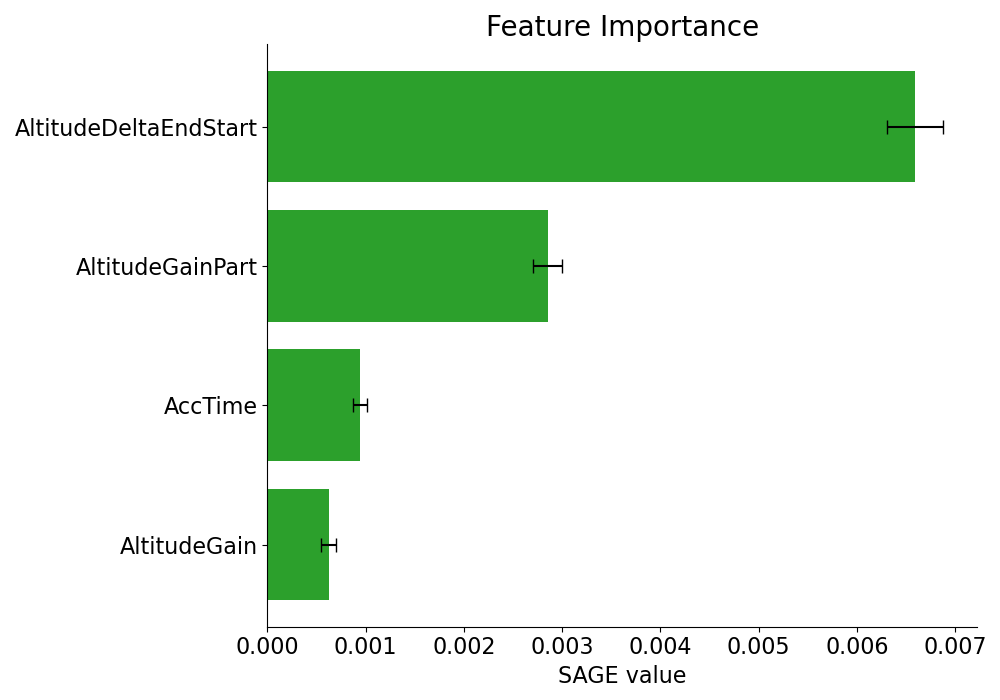 Feature Importance
AltitudeDeltaEndStart
AltitudeGainPart
AccTime
AltitudeGain
0.000 0.001 0.002 0.003 0.004 0.005 0.006 0.007
SAGE value